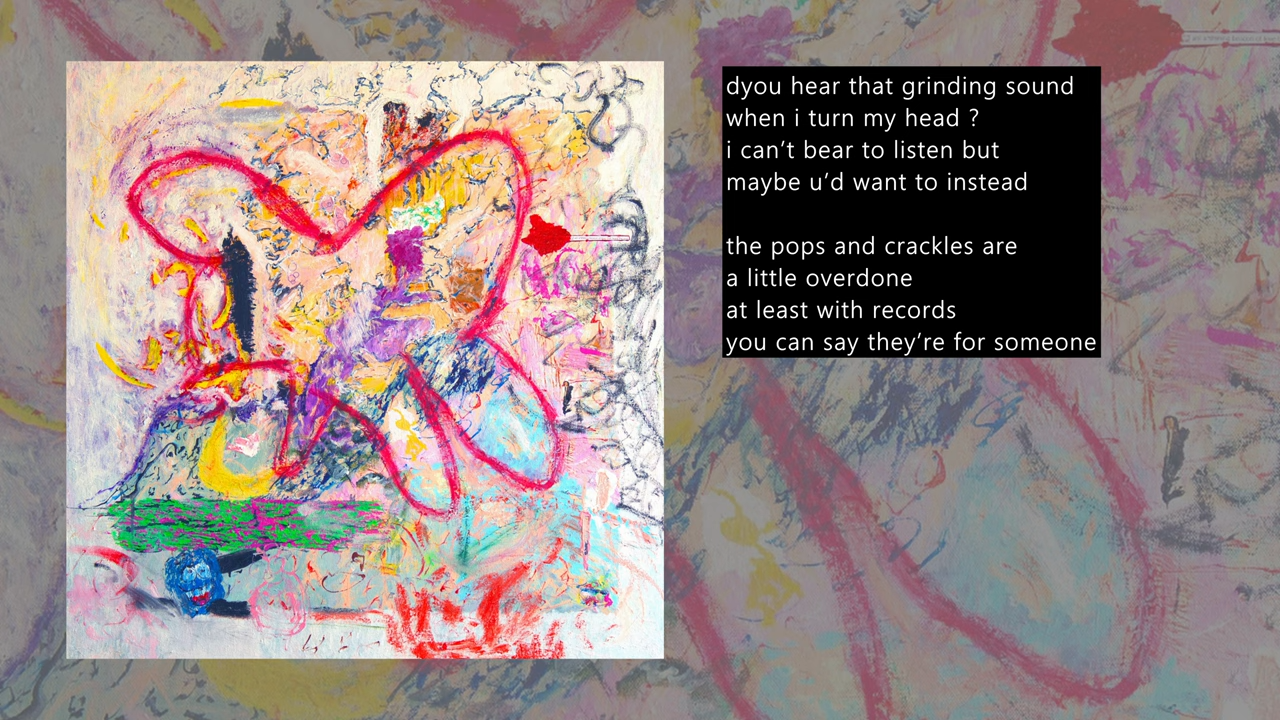 dyou hear that grinding sound
when i turn my head ?
i can’t bear to listen but
maybe u’d want to instead
the pops and crackles are
a little overdone
at least with records
you can say they’re for someone